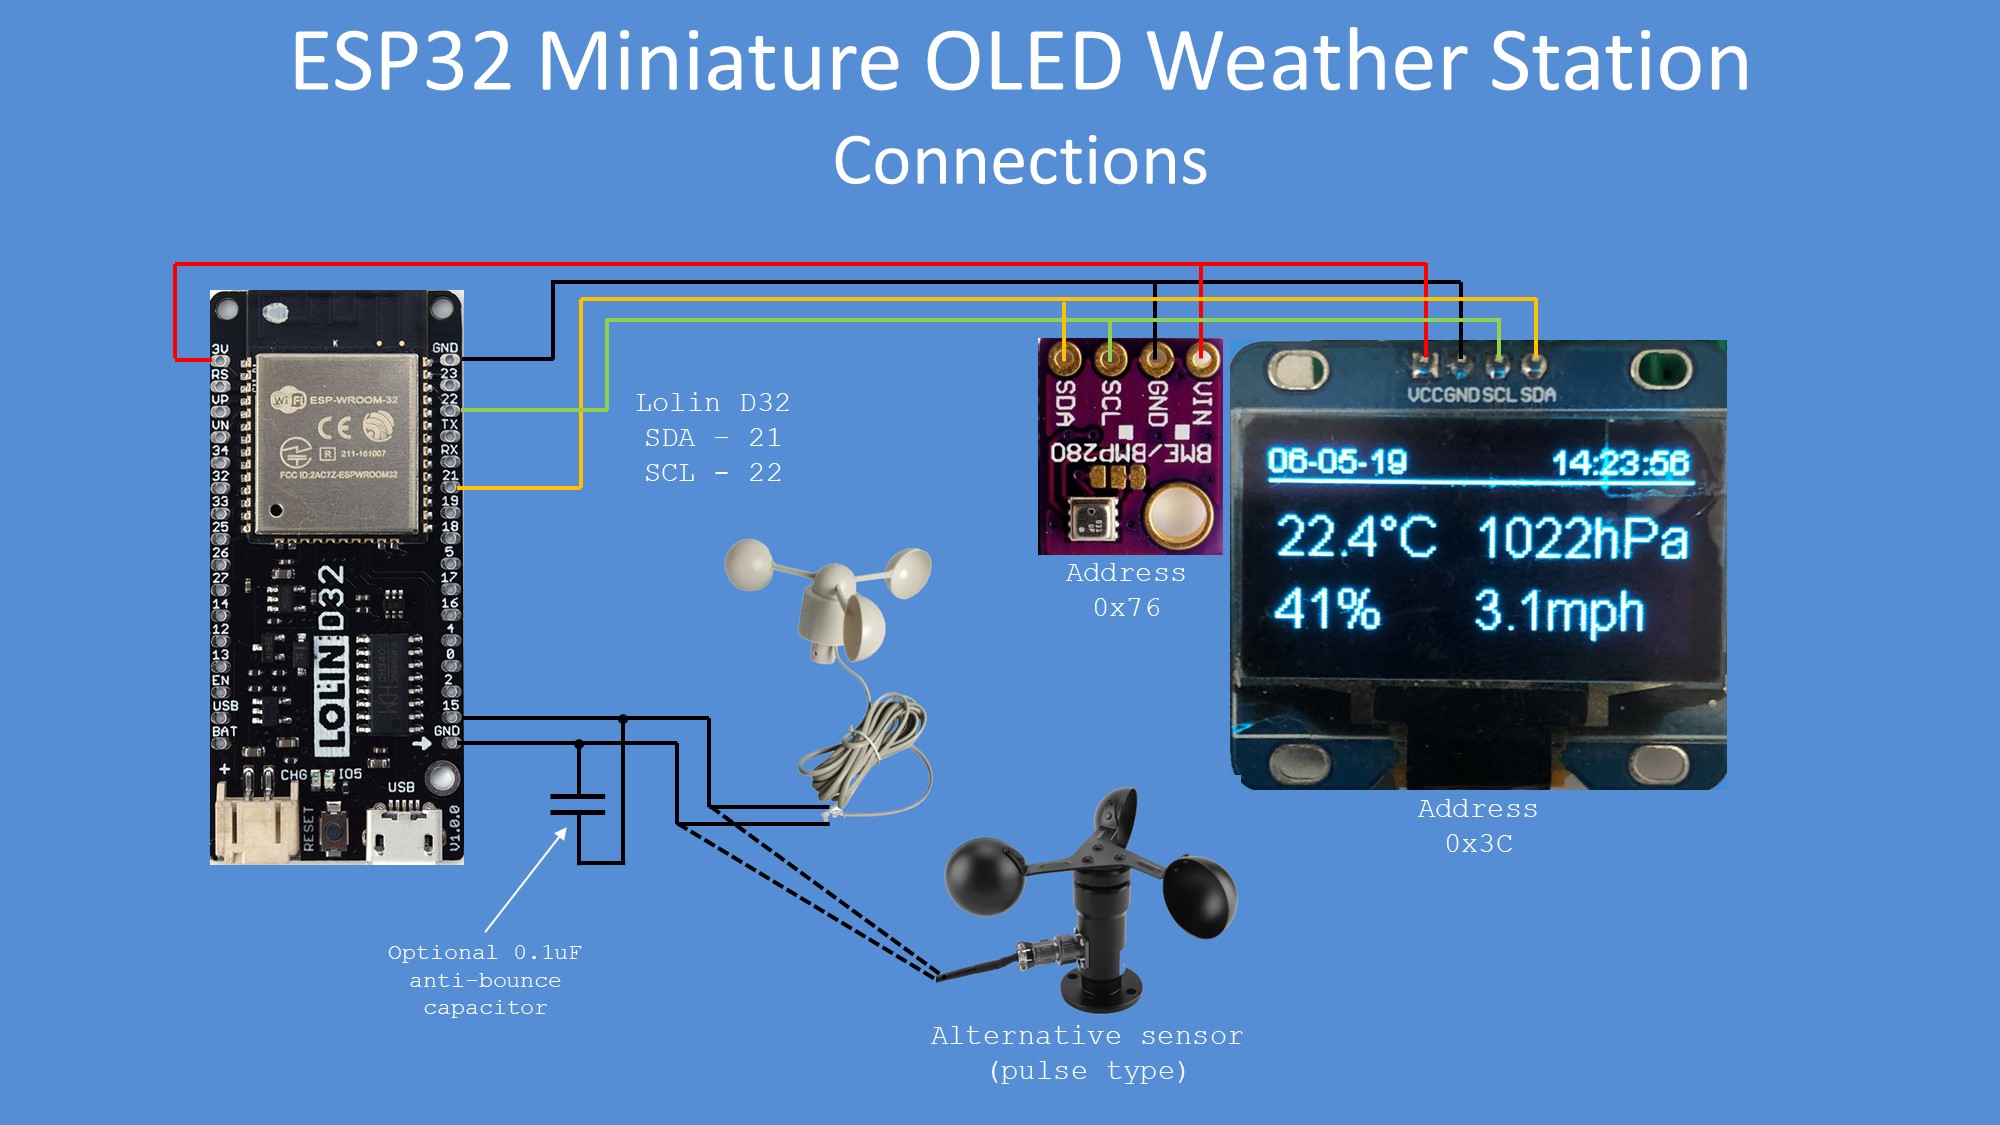 ESP32 Miniature OLED Weather Station
Connections
3V
RS
VP
VN
34
32
33
25
26
27
14
12
13
EN
USB
BAT
+
GND
23
22
TX
RX
21
19
18
5
17
16
4
0
2
15
GND
K
WiFi ESP-WROOM-32
CE
R 211-161007
FCC ID:2AC7Z-ESPWROOM32
LOLIN D32
CHG IO5
USB
RESET
V1.0.0
Lolin D32
SDA - 21
SCL - 22
SDA
SCL
GND
VIN
BME/BMP280
Address
0x76
VCC GND SCL SDA
06-05-19 14:23:56
22.4°C 1022hPa
41% 3.1mph
Address
0x3C
Optional 0.1uF
anti-bounce
capacitor
Alternative sensor
(pulse type)